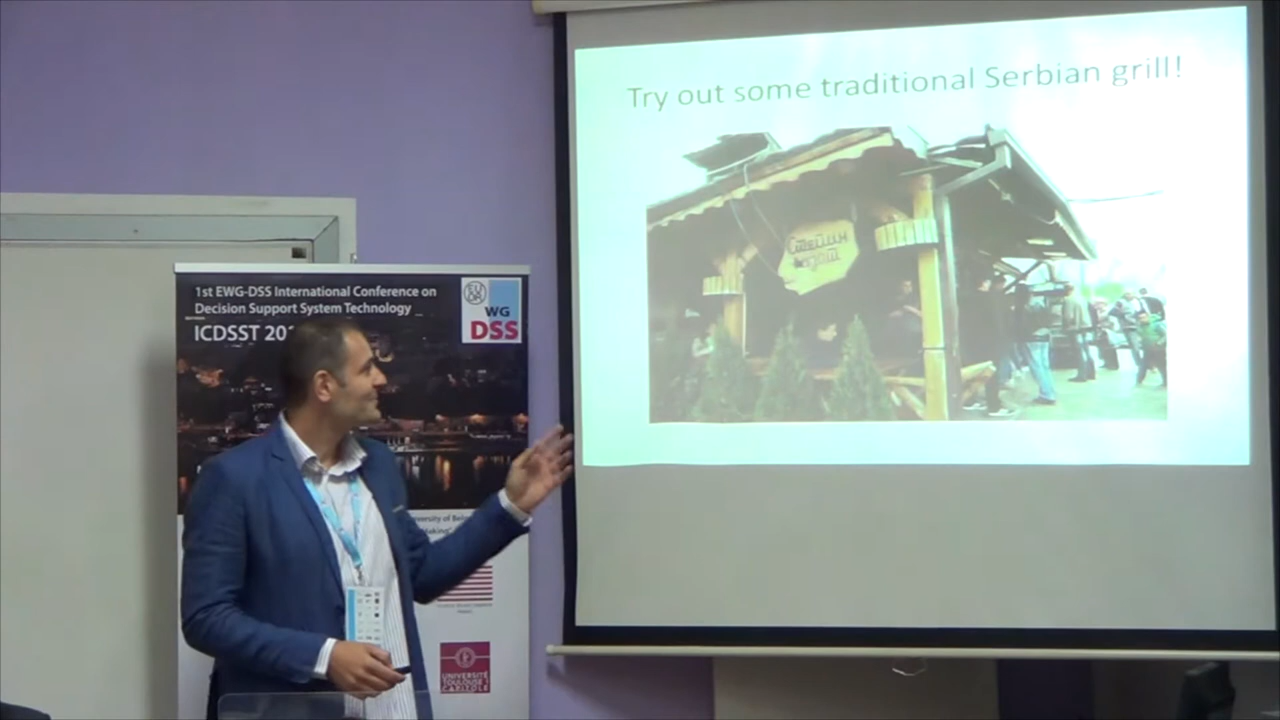 Try out some traditional Serbian grill!
1st EWG-DSS International Conference on
Decision Support System Technology
ICDSST
EU
WG
DSS
UNIVERSITÉ
TOULOUSE
CAPITOLE